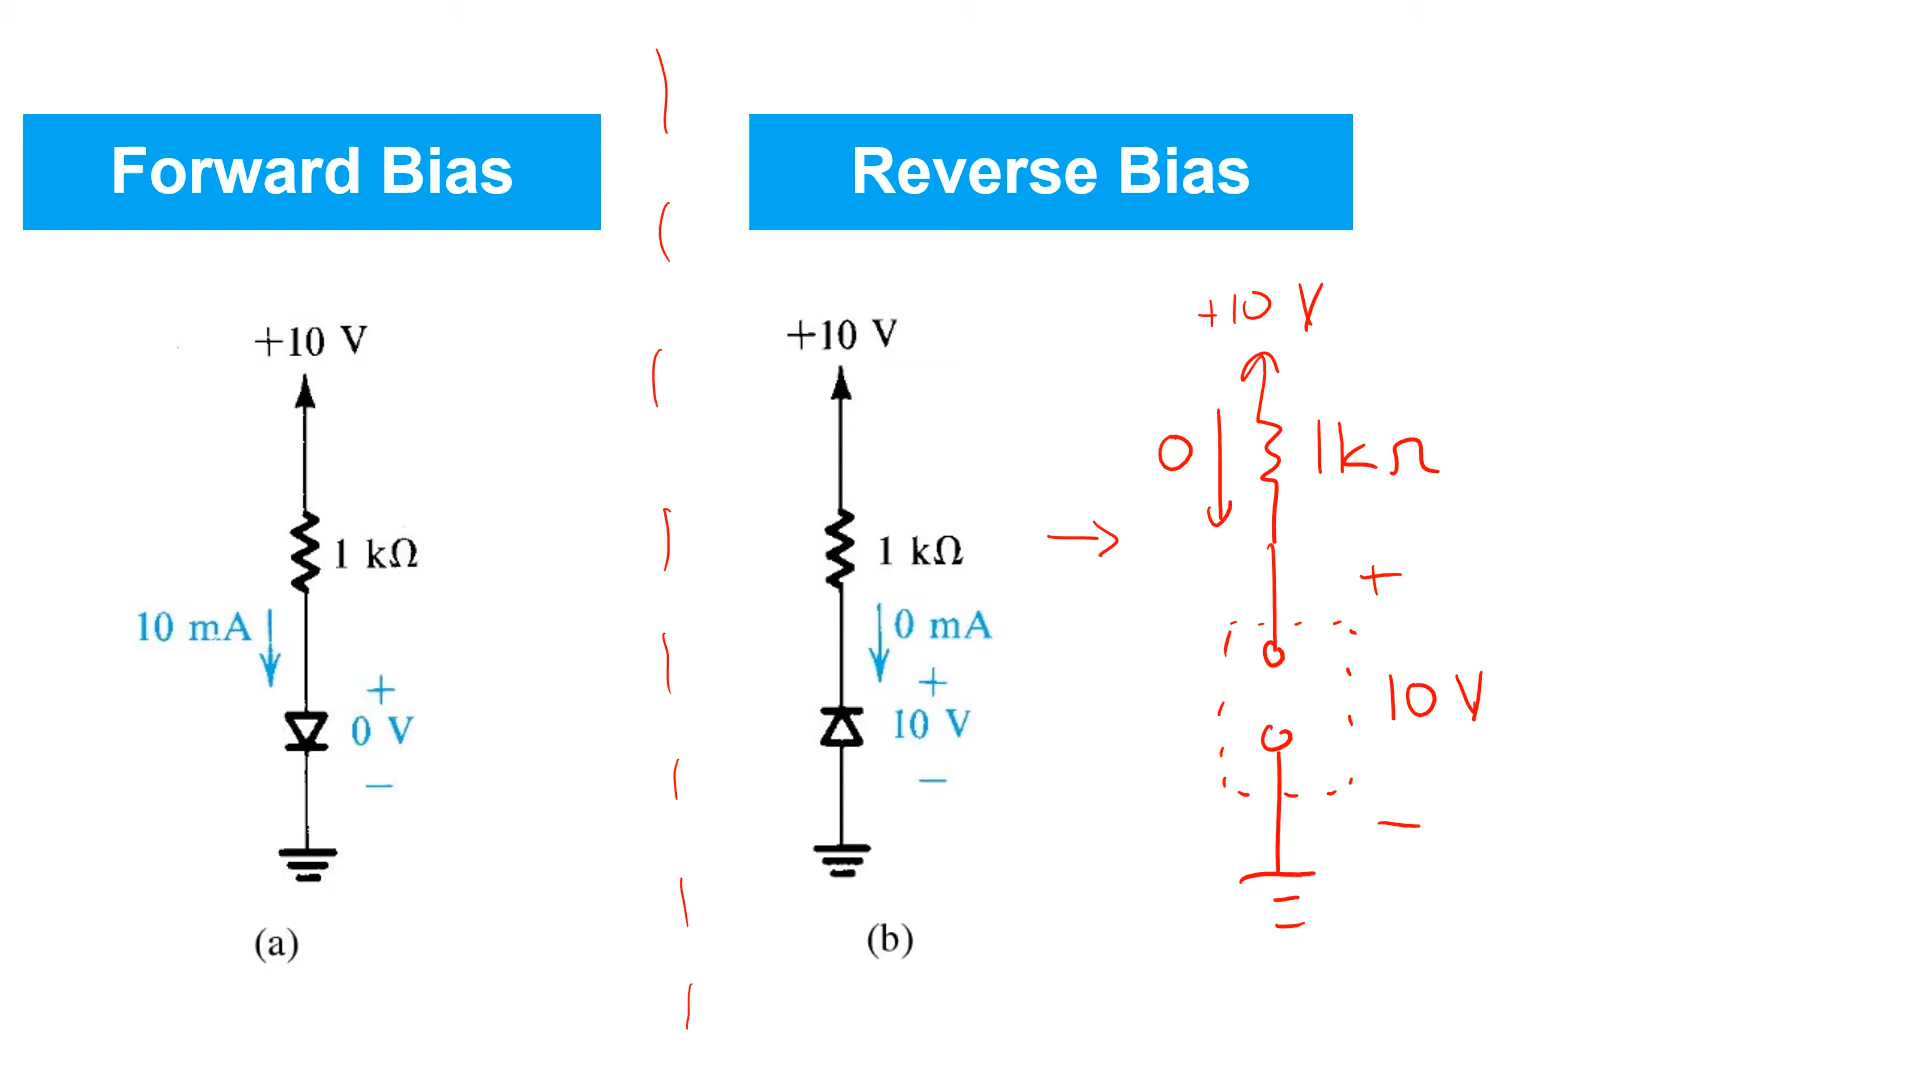 Forward Bias
+10 V
1 kΩ
10 mA
+
0 V
−
(a)
Reverse Bias
+10 V
1 kΩ
0 mA
+
10 V
−
(b)
+10 V
0
1kΩ
+
10 V
−